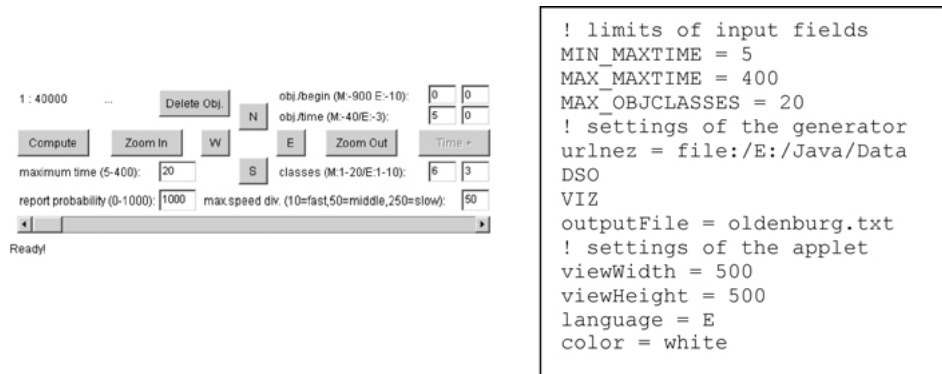 1 : 40000 ... Delete Obj. N obj./begin (M:-900 E:-10): 0 0
obj./time (M:-40/E:-3): 5 0
Compute Zoom In W E Zoom Out Time +
maximum time (5-400): 20 S classes (M:1-20/E:1-10): 6 3
report probability (0-1000): 1000 max.speed div. (10=fast,50=middle,250=slow): 50
Ready!
! limits of input fields
MIN_MAXTIME = 5
MAX_MAXTIME = 400
MAX_OBJCLASSES = 20
! settings of the generator
urlnez = file:/E:/Java/Data
DSO
VIZ
outputFile = oldenburg.txt
! settings of the applet
viewWidth = 500
viewHeight = 500
language = E
color = white